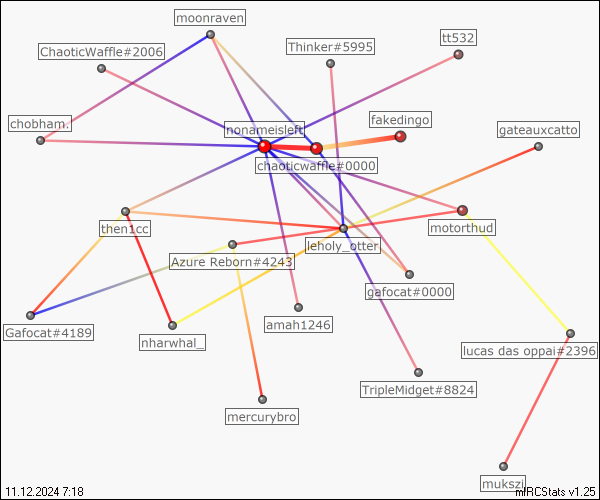 moonraven
ChaoticWaffle#2006
Thinker#5995
tt532
chobham.
nonameisleft
fakedingo
gateauxcatto
chaoticwaffle#0000
then1cc
leholy_otter
motorthud
Azure Reborn#4243
gafocat#0000
Gafocat#4189
nharwhal_
amah1246
lucas das oppai#2396
TripleMidget#8824
mercurybro
mukszi
11.12.2024 7:18
mIRCStats v1.25